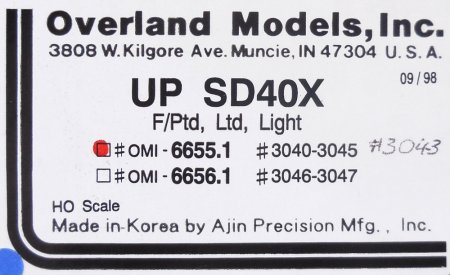 Overland Models, Inc.
3808 W. Kilgore Ave. Muncie, IN 47304 U. S. A.
09/98
UP SD40X
F/Ptd, Ltd, Light
#OMI-6655.1 #3040-3045 #3043
#OMI-6656.1 #3046-3047
HO Scale
Made in Korea by Ajin Precision Mfg. , Inc.